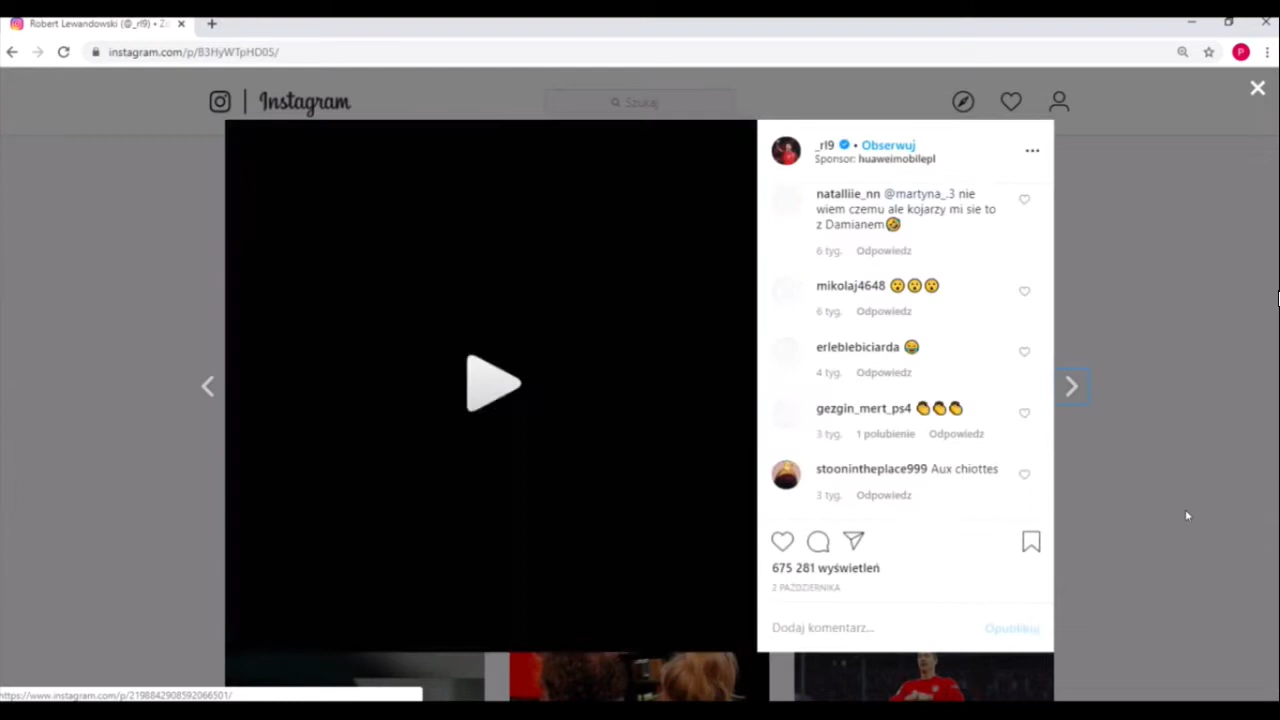 Robert Lewandowski (@_rl9) • Z
instagram.com/p/B3HyWTpHD0S/
P
Instagram
Szukaj
_rl9 • Obserwuj
Sponsor: huaweimobilepl
natalliie_nn @martyna_.3 nie
wiem czemu ale kojarzy mi sie to
z Damianem🤣
6 tyg. Odpowiedz
mikolaj4648 😮😮😮
6 tyg. Odpowiedz
erleblebiciarda 🤑
4 tyg. Odpowiedz
gezgin_mert_ps4 👏👏👏
3 tyg. 1 polubienie Odpowiedz
stoonintheplace999 Aux chiottes
3 tyg. Odpowiedz
675 281 wyświetleń
2 PAŹDZIERNIKA
Dodaj komentarz... Opublikuj
https://www.instagram.com/p/2198842908592066501/